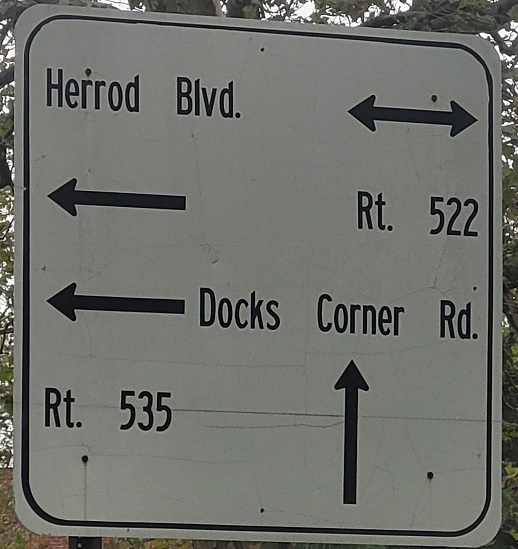 Herrod Blvd.
Rt. 522
Docks Corner Rd.
Rt. 535